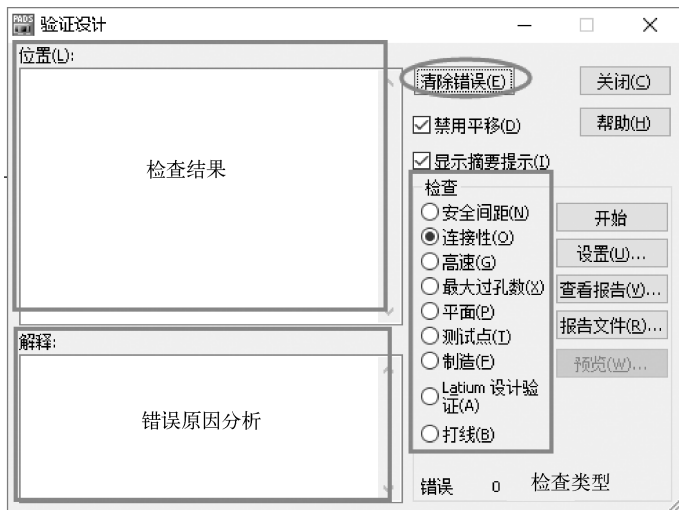 PADS 验证设计
位置(L):
检查结果
解释:
错误原因分析
清除错误(E)
关闭(C)
禁用平移(D)
帮助(H)
显示摘要提示(I)
检查
安全间距(N)
连接性(O)
高速(G)
最大过孔数(X)
平面(P)
测试点(T)
制造(F)
Latium 设计验
证(A)
打线(B)
开始
设置(U)...
查看报告(V)...
报告文件(R)...
预览(W)...
错误 0
检查类型